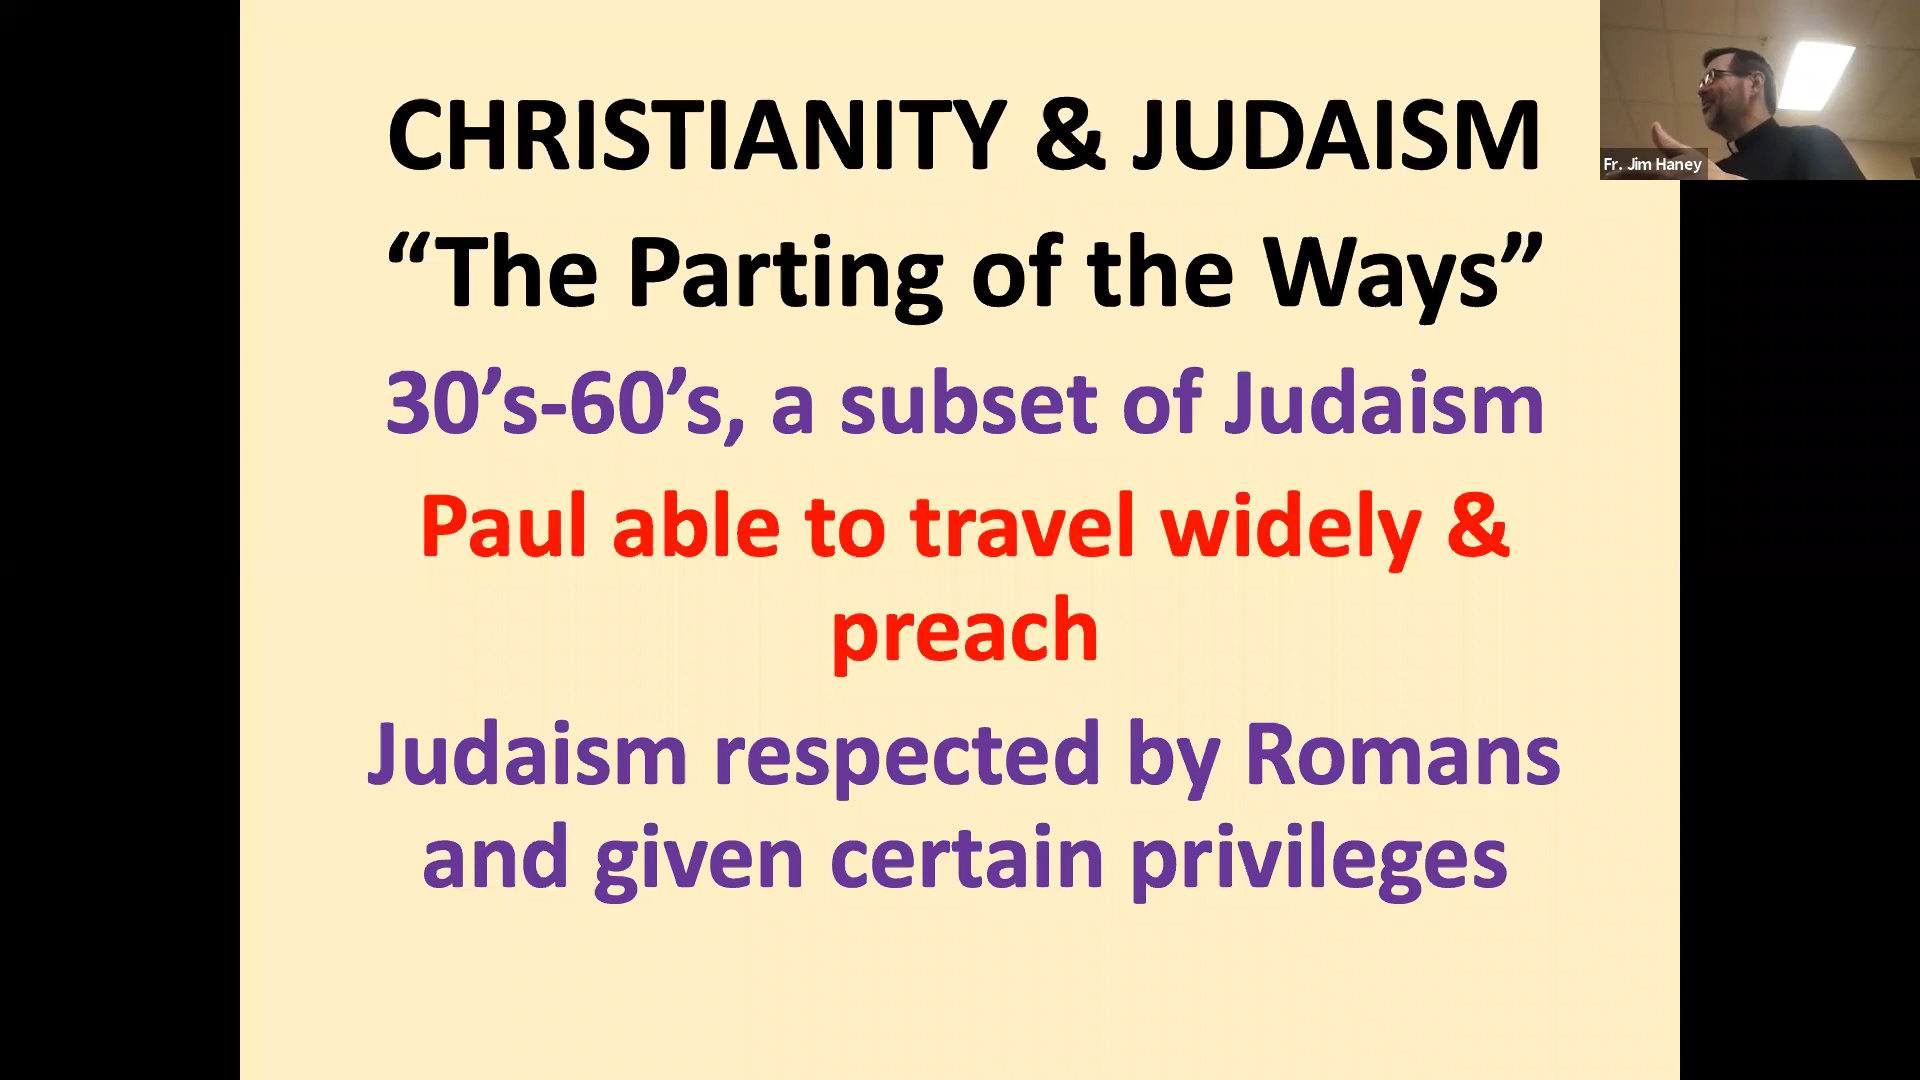 CHRISTIANITY & JUDAISM
“The Parting of the Ways”
30’s-60’s, a subset of Judaism
Paul able to travel widely &
preach
Judaism respected by Romans
and given certain privileges
Fr. Jim Haney